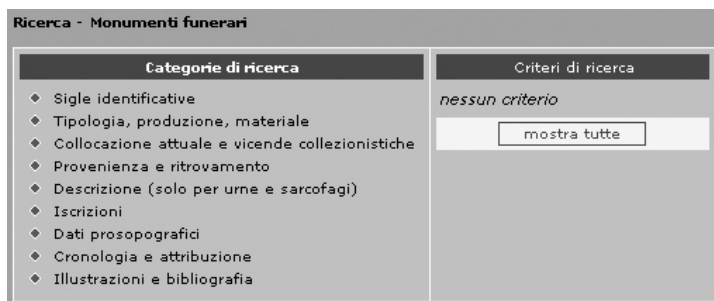 Ricerca - Monumenti funerari
Categorie di ricerca
Sigle identificative
Tipologia, produzione, materiale
Collocazione attuale e vicende collezionistiche
Provenienza e ritrovamento
Descrizione (solo per urne e sarcofagi)
Iscrizioni
Dati prosopografici
Cronologia e attribuzione
Illustrazioni e bibliografia
Criteri di ricerca
nessun criterio
mostra tutte